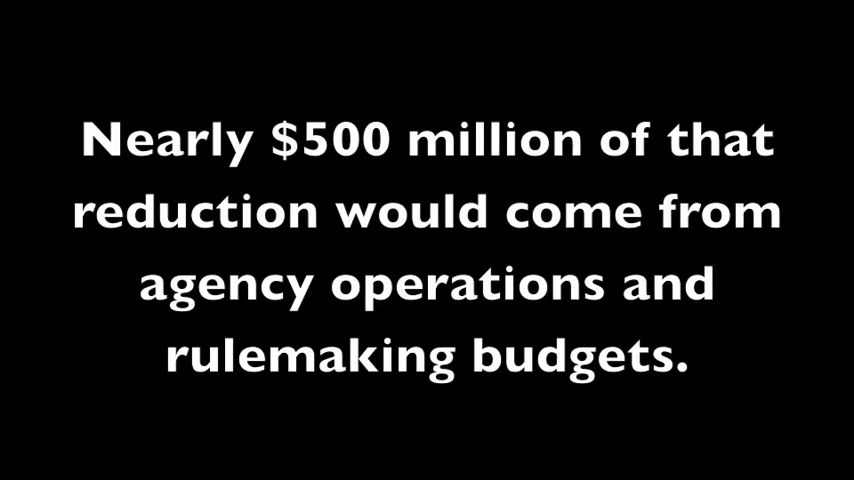 Nearly $500 million of that
reduction would come from
agency operations and
rulemaking budgets.